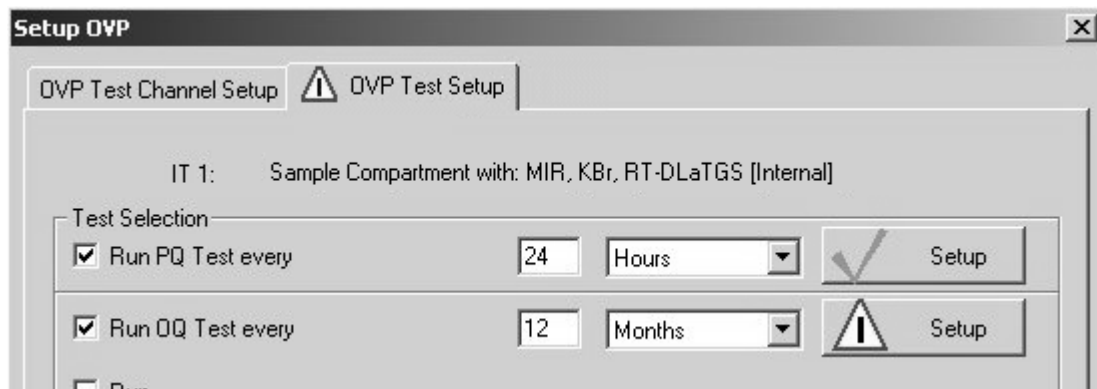 Setup OVP
OVP Test Channel Setup OVP Test Setup
IT 1: Sample Compartment with: MIR, KBr, RT-DLaTGS [Internal]
Test Selection
Run PQ Test every 24 Hours Setup
Run OQ Test every 12 Months Setup